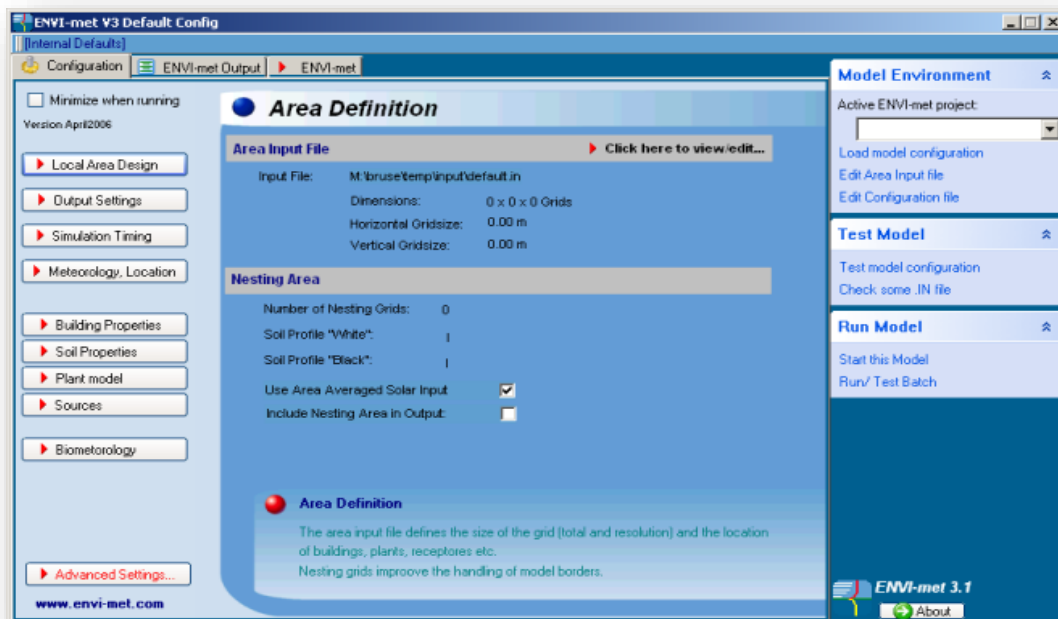 ENVI-met V3 Default Config
[Internal Defaults]
Configuration ENVI-met Output ENVI-met
Minimize when running
Version April2006
Local Area Design
Output Settings
Simulation Timing
Meteorology, Location
Building Properties
Soil Properties
Plant model
Sources
Biometorology
Advanced Settings...
www.envi-met.com
Area Definition
Area Input File Click here to view/edit...
Input File: M:\bruse\temp\input\default.in
Dimensions: 0 x 0 x 0 Grids
Horizontal Gridsize: 0.00 m
Vertical Gridsize: 0.00 m
Nesting Area
Number of Nesting Grids: 0
Soil Profile "White":
Soil Profile "Black":
Use Area Averaged Solar Input
Include Nesting Area in Output:
Area Definition
The area input file defines the size of the grid (total and resolution) and the location
of buildings, plants, receptores etc.
Nesting grids improove the handling of model borders.
Model Environment
Active ENVI-met project:
Load model configuration
Edit Area Input file
Edit Configuration file
Test Model
Test model configuration
Check some .IN file
Run Model
Start this Model
Run/ Test Batch
ENVI-met 3.1
About